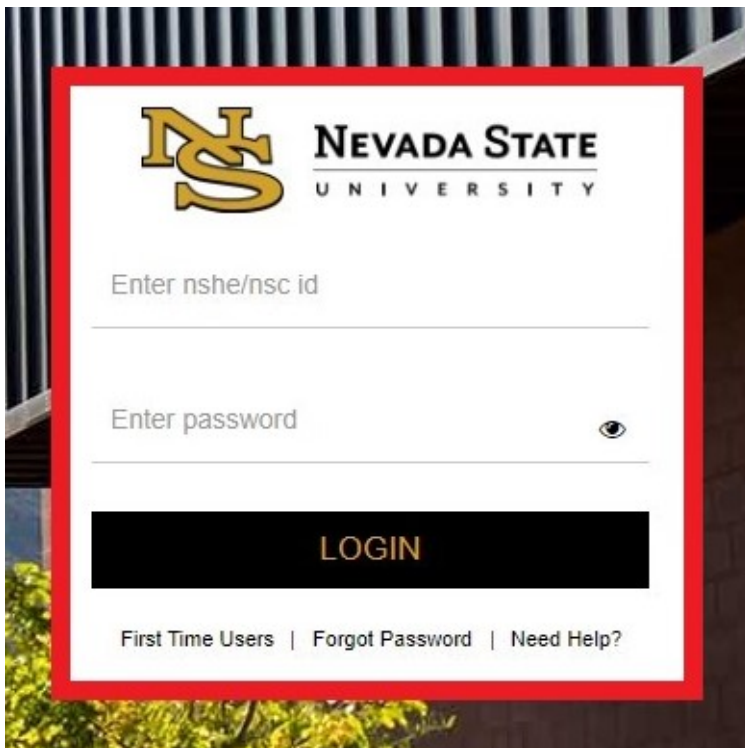 NS
NEVADA STATE
UNIVERSITY
Enter nshe/nsc id
Enter password
LOGIN
First Time Users | Forgot Password | Need Help?